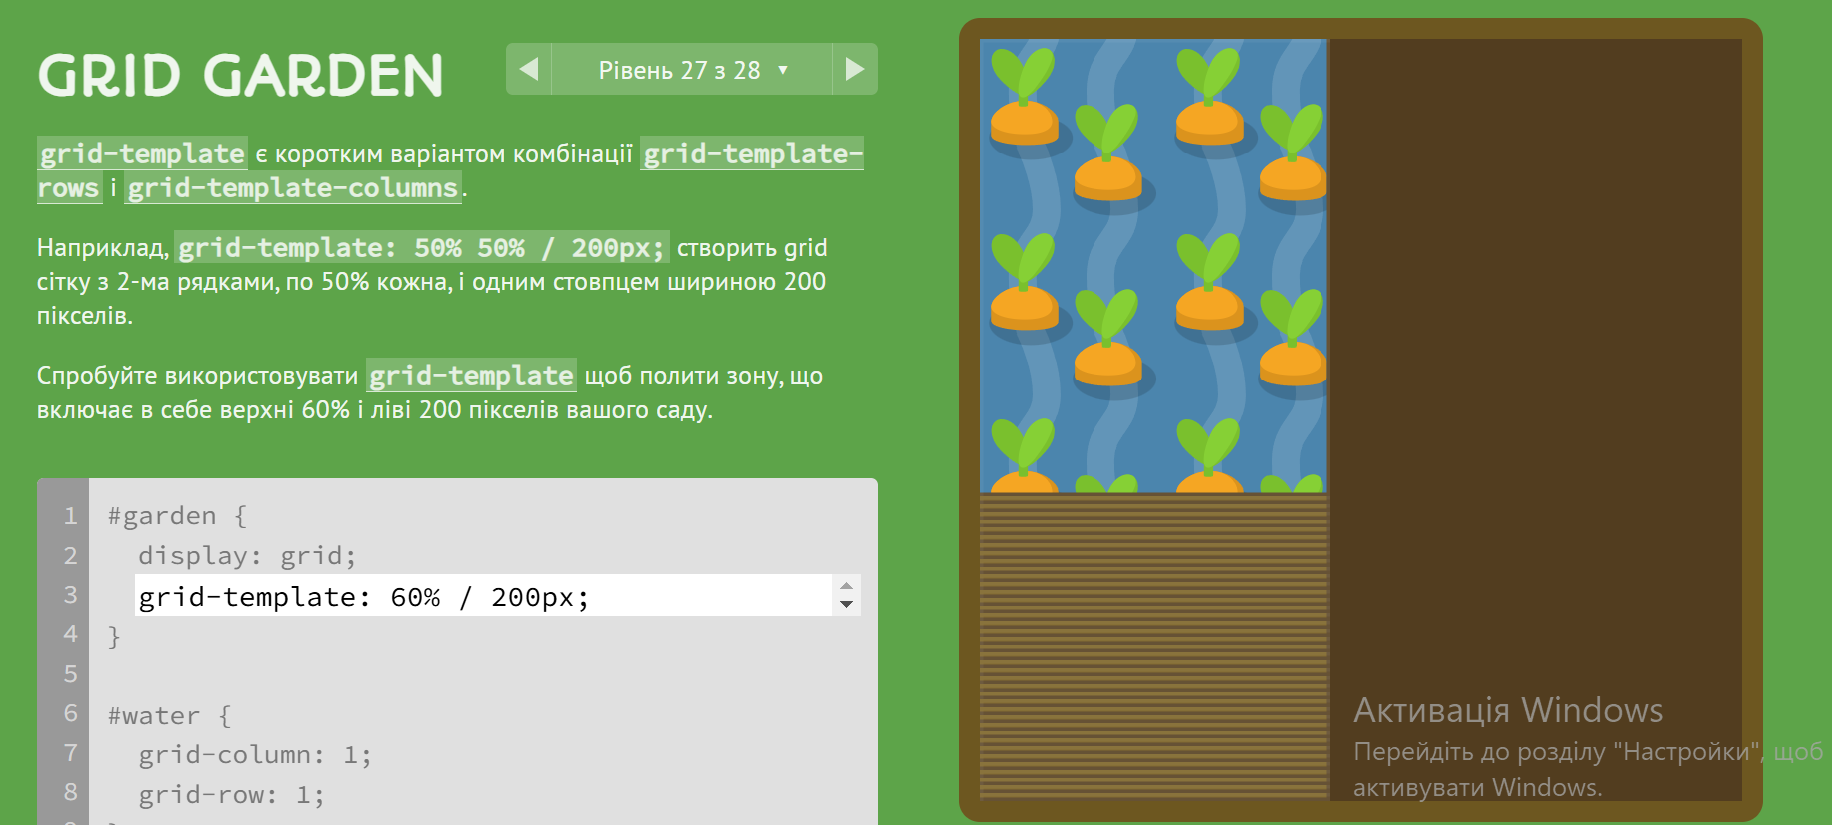 GRID GARDEN
◀ Рівень 27 з 28 ▼ ▶
grid-template є коротким варіантом комбінації grid-template-
rows і grid-template-columns.
Наприклад, grid-template: 50% 50% / 200px; створить grid
сітку з 2-ма рядками, по 50% кожна, і одним стовпцем шириною 200
пікселів.
Спробуйте використовувати grid-template щоб полити зону, що
включає в себе верхні 60% і ліві 200 пікселів вашого саду.
1 #garden {
2 display: grid;
3 grid-template: 60% / 200px;
4 }
5
6 #water {
7 grid-column: 1;
8 grid-row: 1;
Активація Windows
Перейдіть до розділу "Настройки", щоб
активувати Windows.